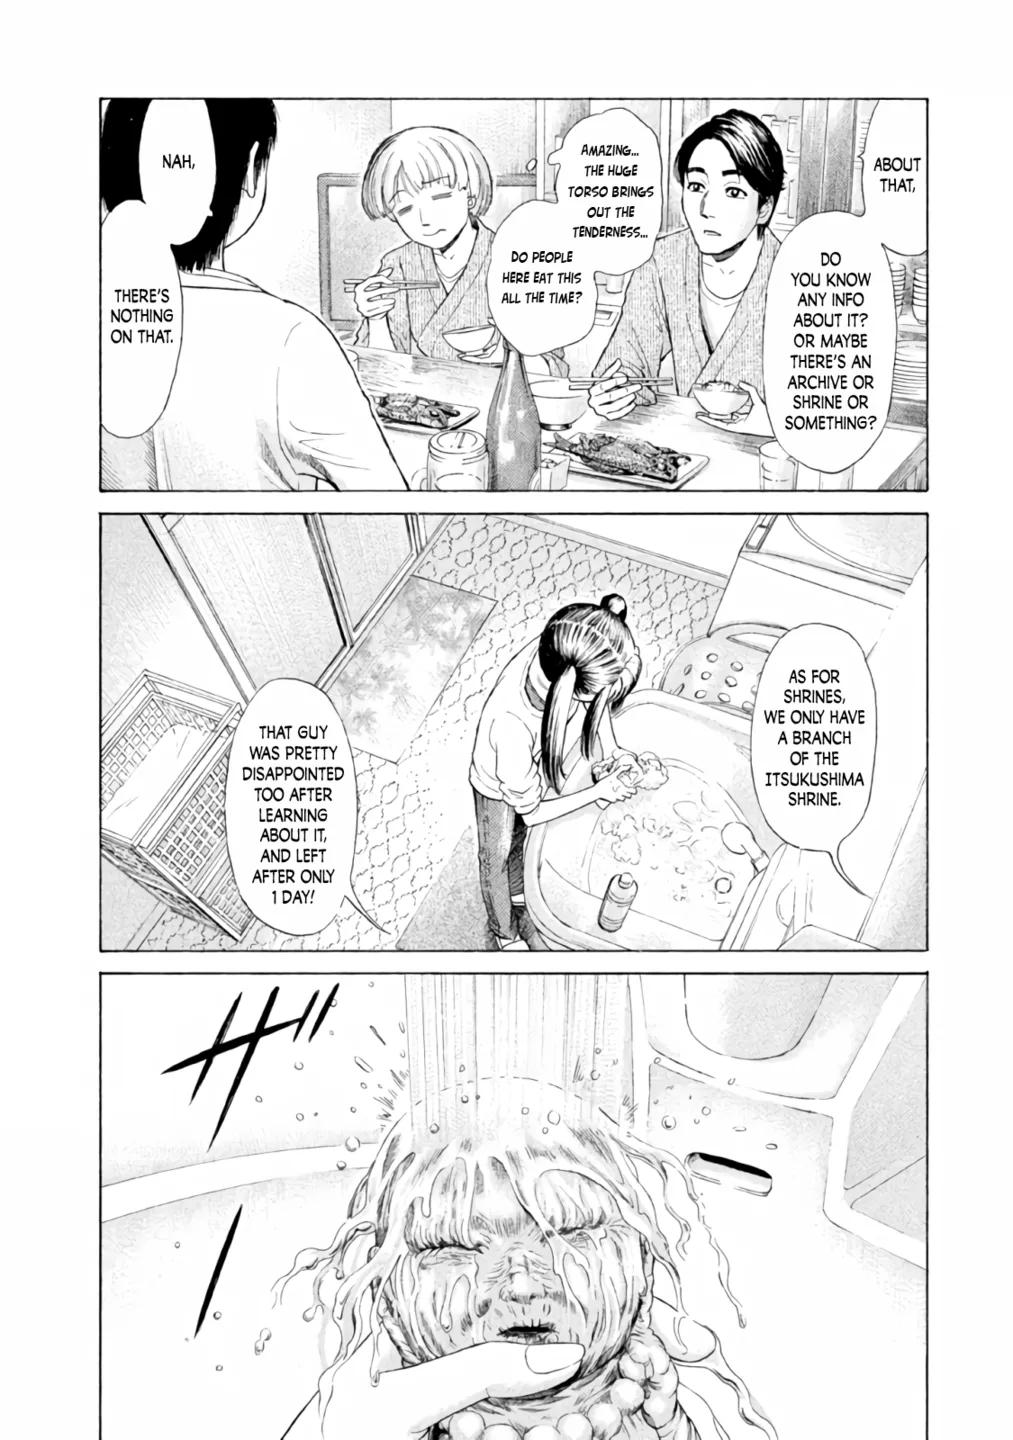 ABOUT
THAT,
DO
YOU KNOW
ANY INFO
ABOUT IT?
OR MAYBE
THERE'S AN
ARCHIVE OR
SHRINE OR
SOMETHING?
AMAZING...
THE HUGE
TORSO BRINGS
OUT THE
TENDERNESS...
DO PEOPLE
HERE EAT THIS
ALL THE TIME?
NAH,
THERE'S
NOTHING
ON THAT.
AS FOR
SHRINES,
WE ONLY HAVE
A BRANCH
OF THE
ITSUKUSHIMA
SHRINE.
THAT GUY
WAS PRETTY
DISAPPOINTED
TOO AFTER
LEARNING
ABOUT IT,
AND LEFT
AFTER ONLY
1 DAY!
ザー